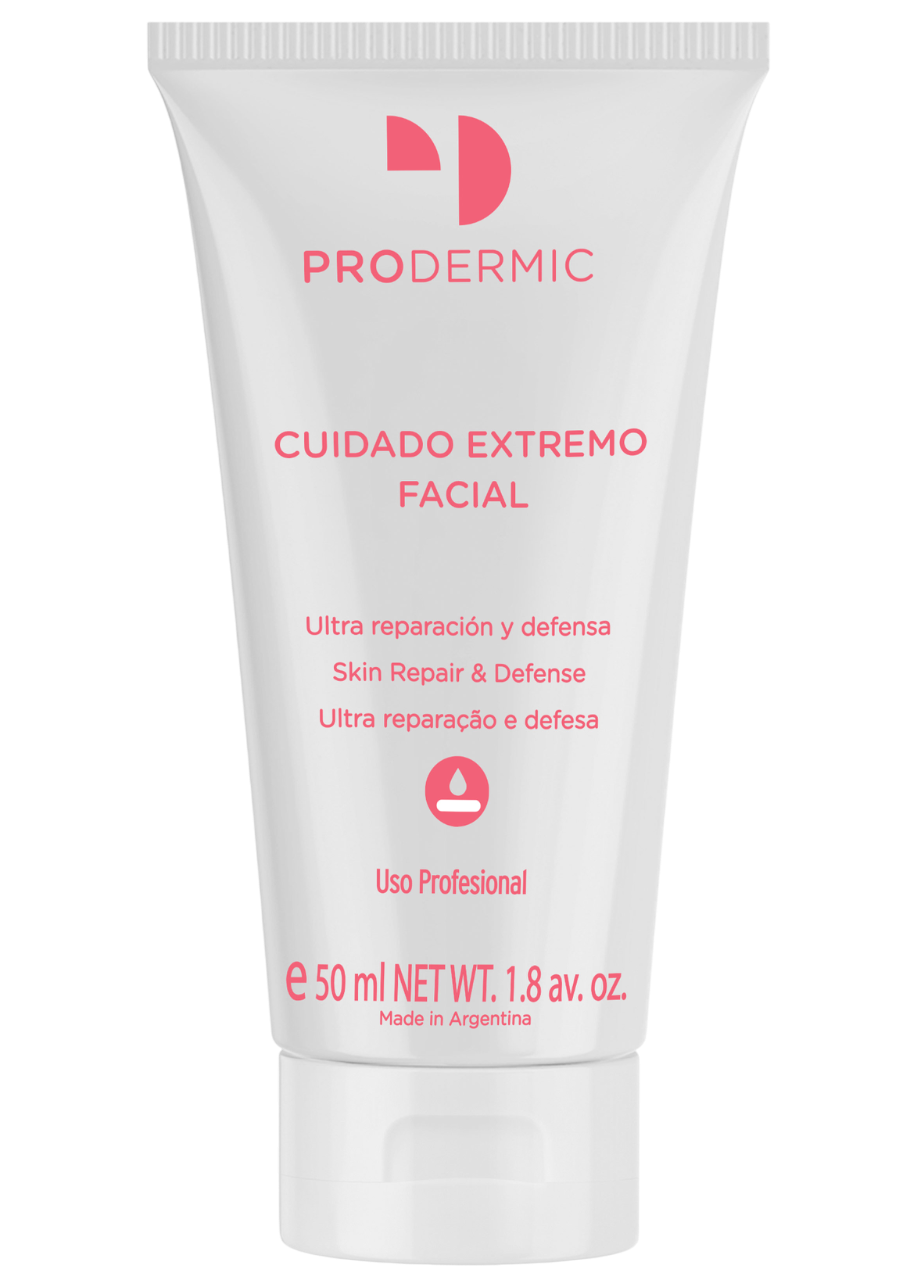 PRODERMIC
CUIDADO EXTREMO
FACIAL
Ultra reparación y defensa
Skin Repair & Defense
Ultra reparação e defesa
Uso Profesional
e 50 ml NET WT. 1.8 av. oz.
Made in Argentina